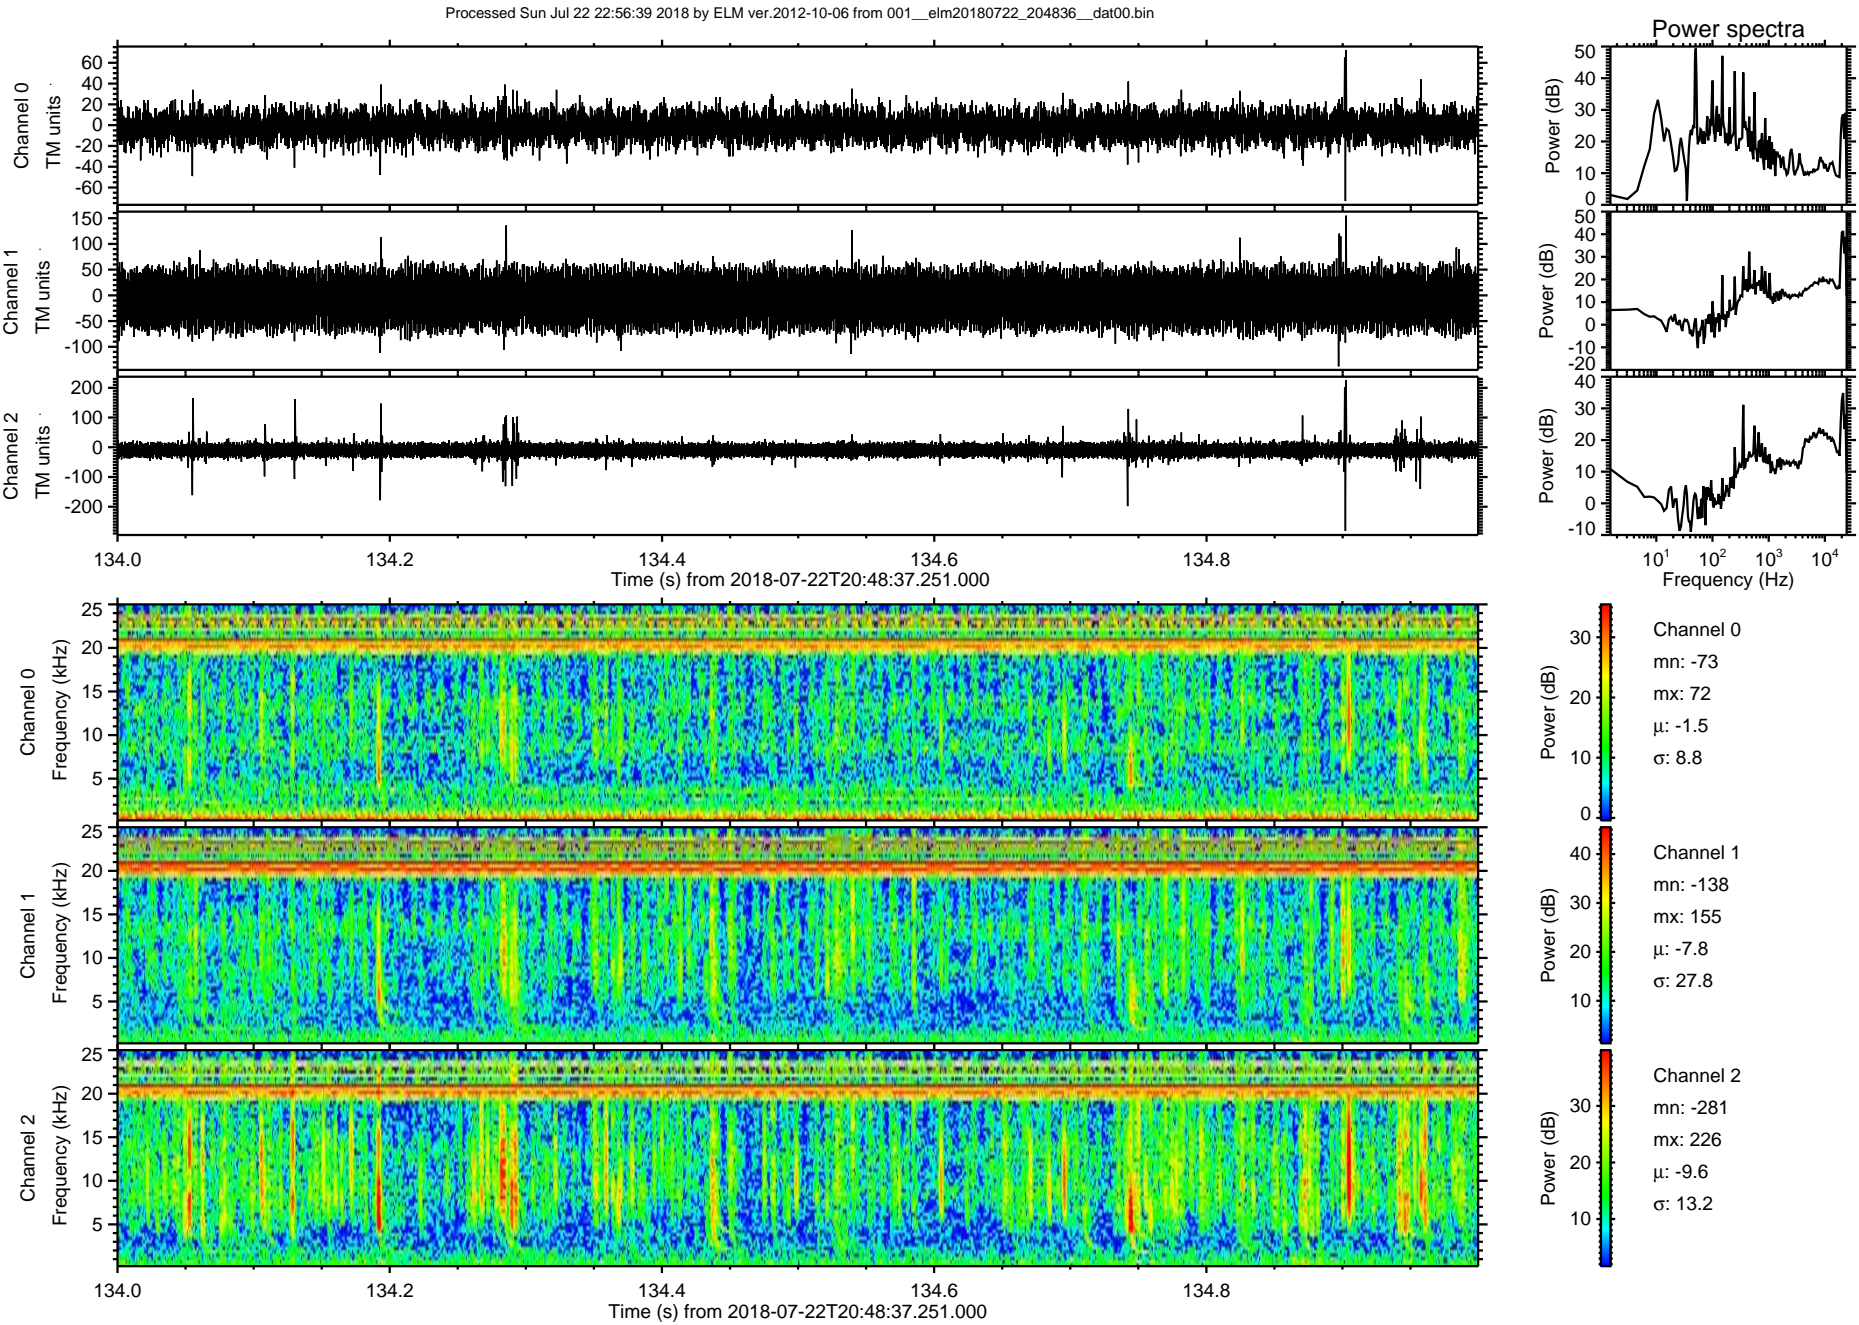 Processed Sun Jul 22 22:56:39 2018 by ELM ver.2012-10-06 from 001__elm20180722_204836__dat00.bin
Power spectra
Channel 0
TM units
60
40
20
0
-20
-40
-60
Power (dB)
50
40
30
20
10
0
Channel 1
TM units
150
100
50
0
-50
-100
Power (dB)
50
40
30
20
10
0
-10
-20
Channel 2
TM units
200
100
0
-100
-200
Power (dB)
40
30
20
10
0
-10
134.0 134.2 134.4 134.6 134.8
Time (s) from 2018-07-22T20:48:37.251.000
10¹ 10² 10³ 10⁴
Frequency (Hz)
Channel 0
Frequency (kHz)
25
20
15
10
5
Power (dB)
30
20
10
0
Channel 0
mn: -73
mx: 72
μ: -1.5
σ: 8.8
Channel 1
Frequency (kHz)
25
20
15
10
5
Power (dB)
40
30
20
10
Channel 1
mn: -138
mx: 155
μ: -7.8
σ: 27.8
Channel 2
Frequency (kHz)
25
20
15
10
5
Power (dB)
30
20
10
Channel 2
mn: -281
mx: 226
μ: -9.6
σ: 13.2
134.0 134.2 134.4 134.6 134.8
Time (s) from 2018-07-22T20:48:37.251.000